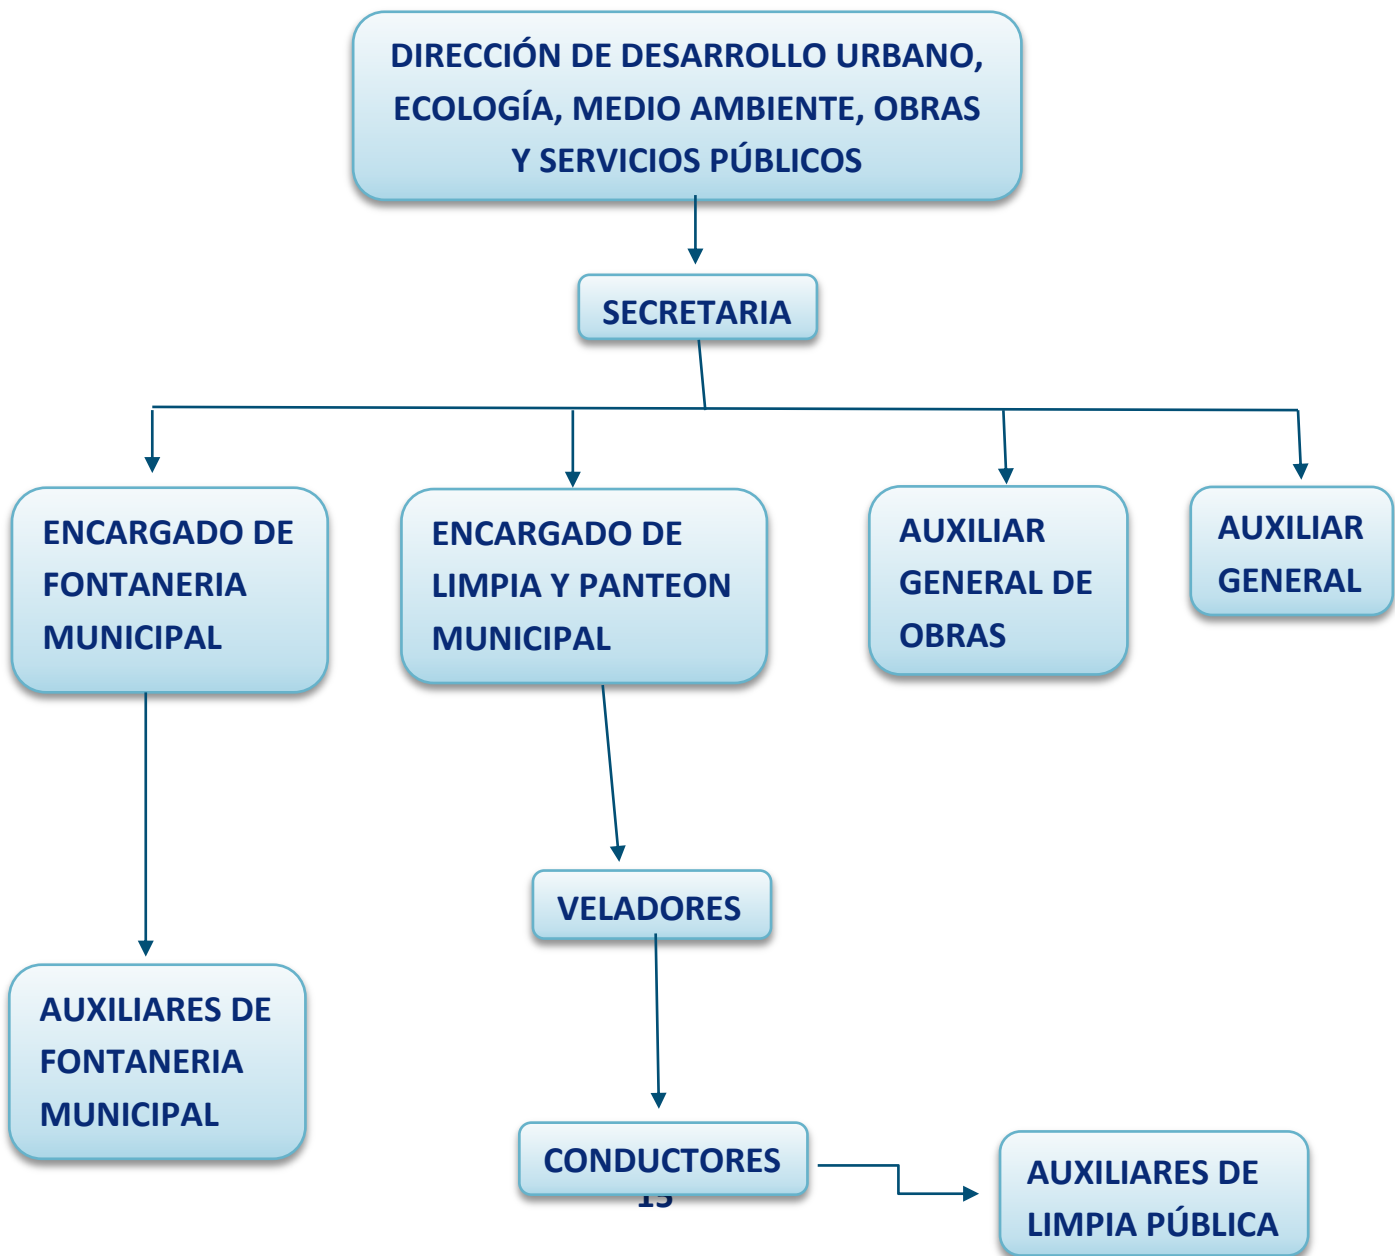 DIRECCIÓN DE DESARROLLO URBANO,
ECOLOGÍA, MEDIO AMBIENTE, OBRAS
Y SERVICIOS PÚBLICOS
SECRETARIA
ENCARGADO DE
FONTANERIA
MUNICIPAL
ENCARGADO DE
LIMPIA Y PANTEON
MUNICIPAL
AUXILIAR
GENERAL DE
OBRAS
AUXILIAR
GENERAL
VELADORES
AUXILIARES DE
FONTANERIA
MUNICIPAL
CONDUCTORES
AUXILIARES DE
LIMPIA PÚBLICA